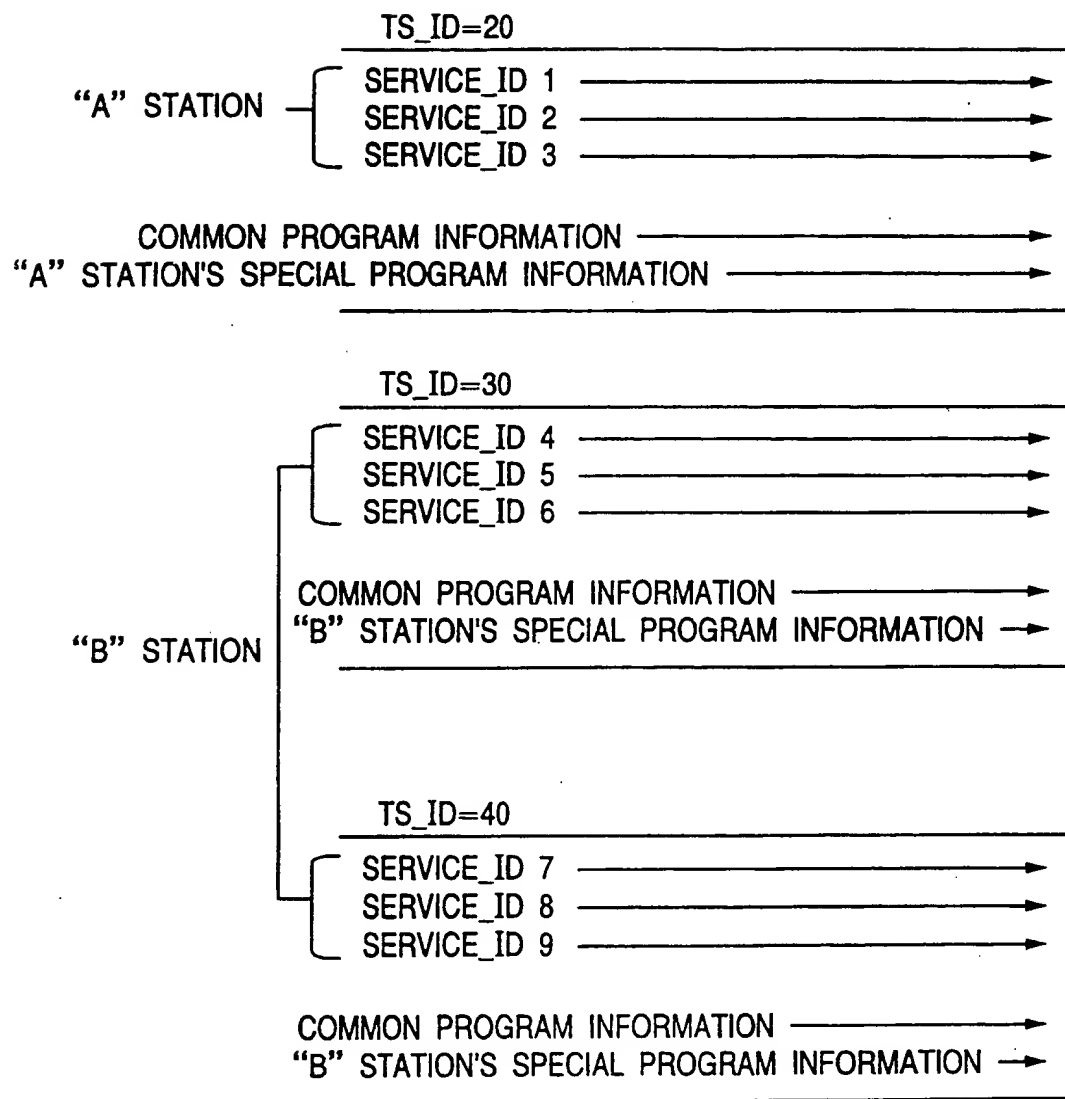 TS_ID=20
SERVICE_ID 1
"A" STATION
SERVICE_ID 2
SERVICE_ID 3
COMMON PROGRAM INFORMATION
"A" STATION'S SPECIAL PROGRAM INFORMATION
TS_ID=30
SERVICE_ID 4
SERVICE_ID 5
SERVICE_ID 6
COMMON PROGRAM INFORMATION
"B" STATION'S SPECIAL PROGRAM INFORMATION
"B" STATION
TS_ID=40
SERVICE_ID 7
SERVICE_ID 8
SERVICE_ID 9
COMMON PROGRAM INFORMATION
"B" STATION'S SPECIAL PROGRAM INFORMATION